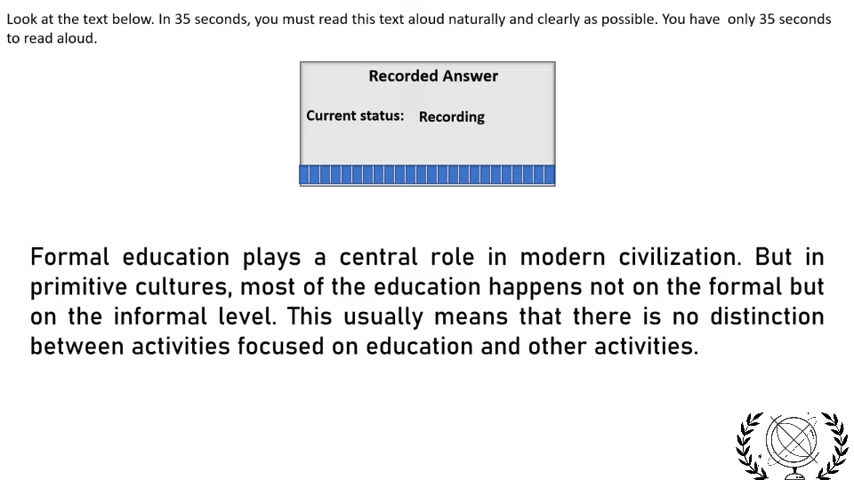 Look at the text below. In 35 seconds, you must read this text aloud naturally and clearly as possible. You have only 35 seconds
to read aloud.
Recorded Answer
Current status: Recording
Formal education plays a central role in modern civilization. But in
primitive cultures, most of the education happens not on the formal but
on the informal level. This usually means that there is no distinction
between activities focused on education and other activities.